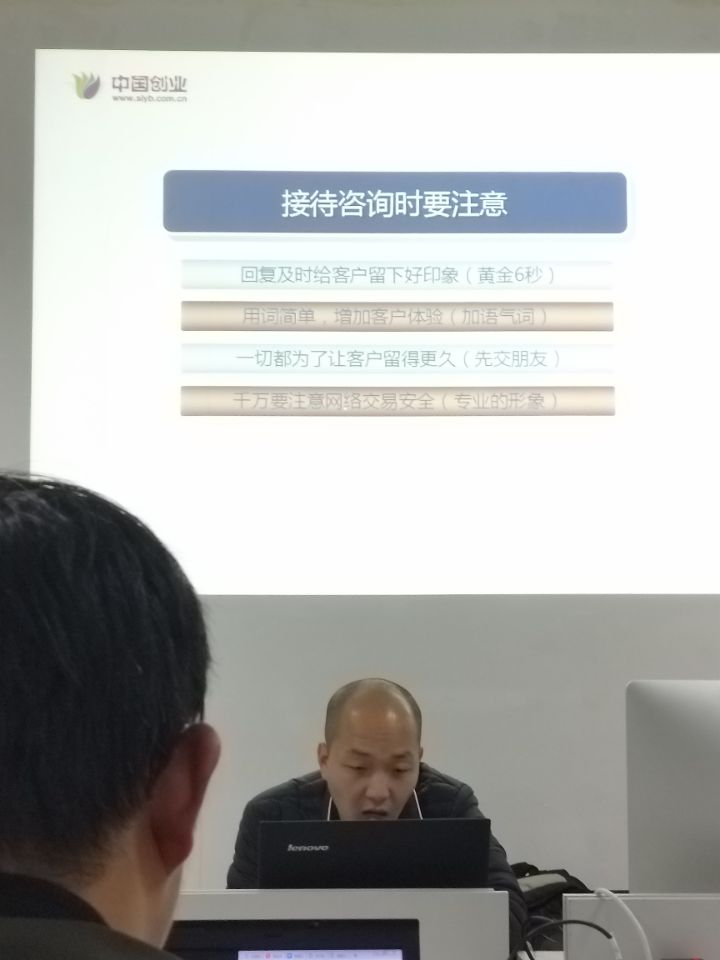 中国创业
www.siyb.com.cn
接待咨询时要注意
回复及时给客户留下好印象（黄金6秒）
用词简单，增加客户体验（加语气词）
一切都为了让客户留得更久（先交朋友）
千万要注意网络交易安全（专业的形象）
lenovo